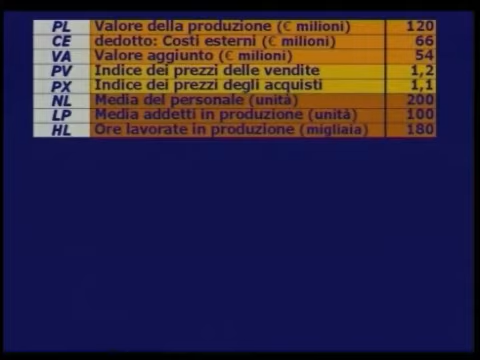 PL Valore della produzione (€ milioni) 120
CE dedotto: Costi esterni (€ milioni) 66
VA Valore aggiunto (€ milioni) 54
PV Indice dei prezzi delle vendite 1,2
PX Indice dei prezzi degli acquisti 1,1
NL Media del personale (unità) 200
LP Media addetti in produzione (unità) 100
HL Ore lavorate in produzione (migliaia) 180